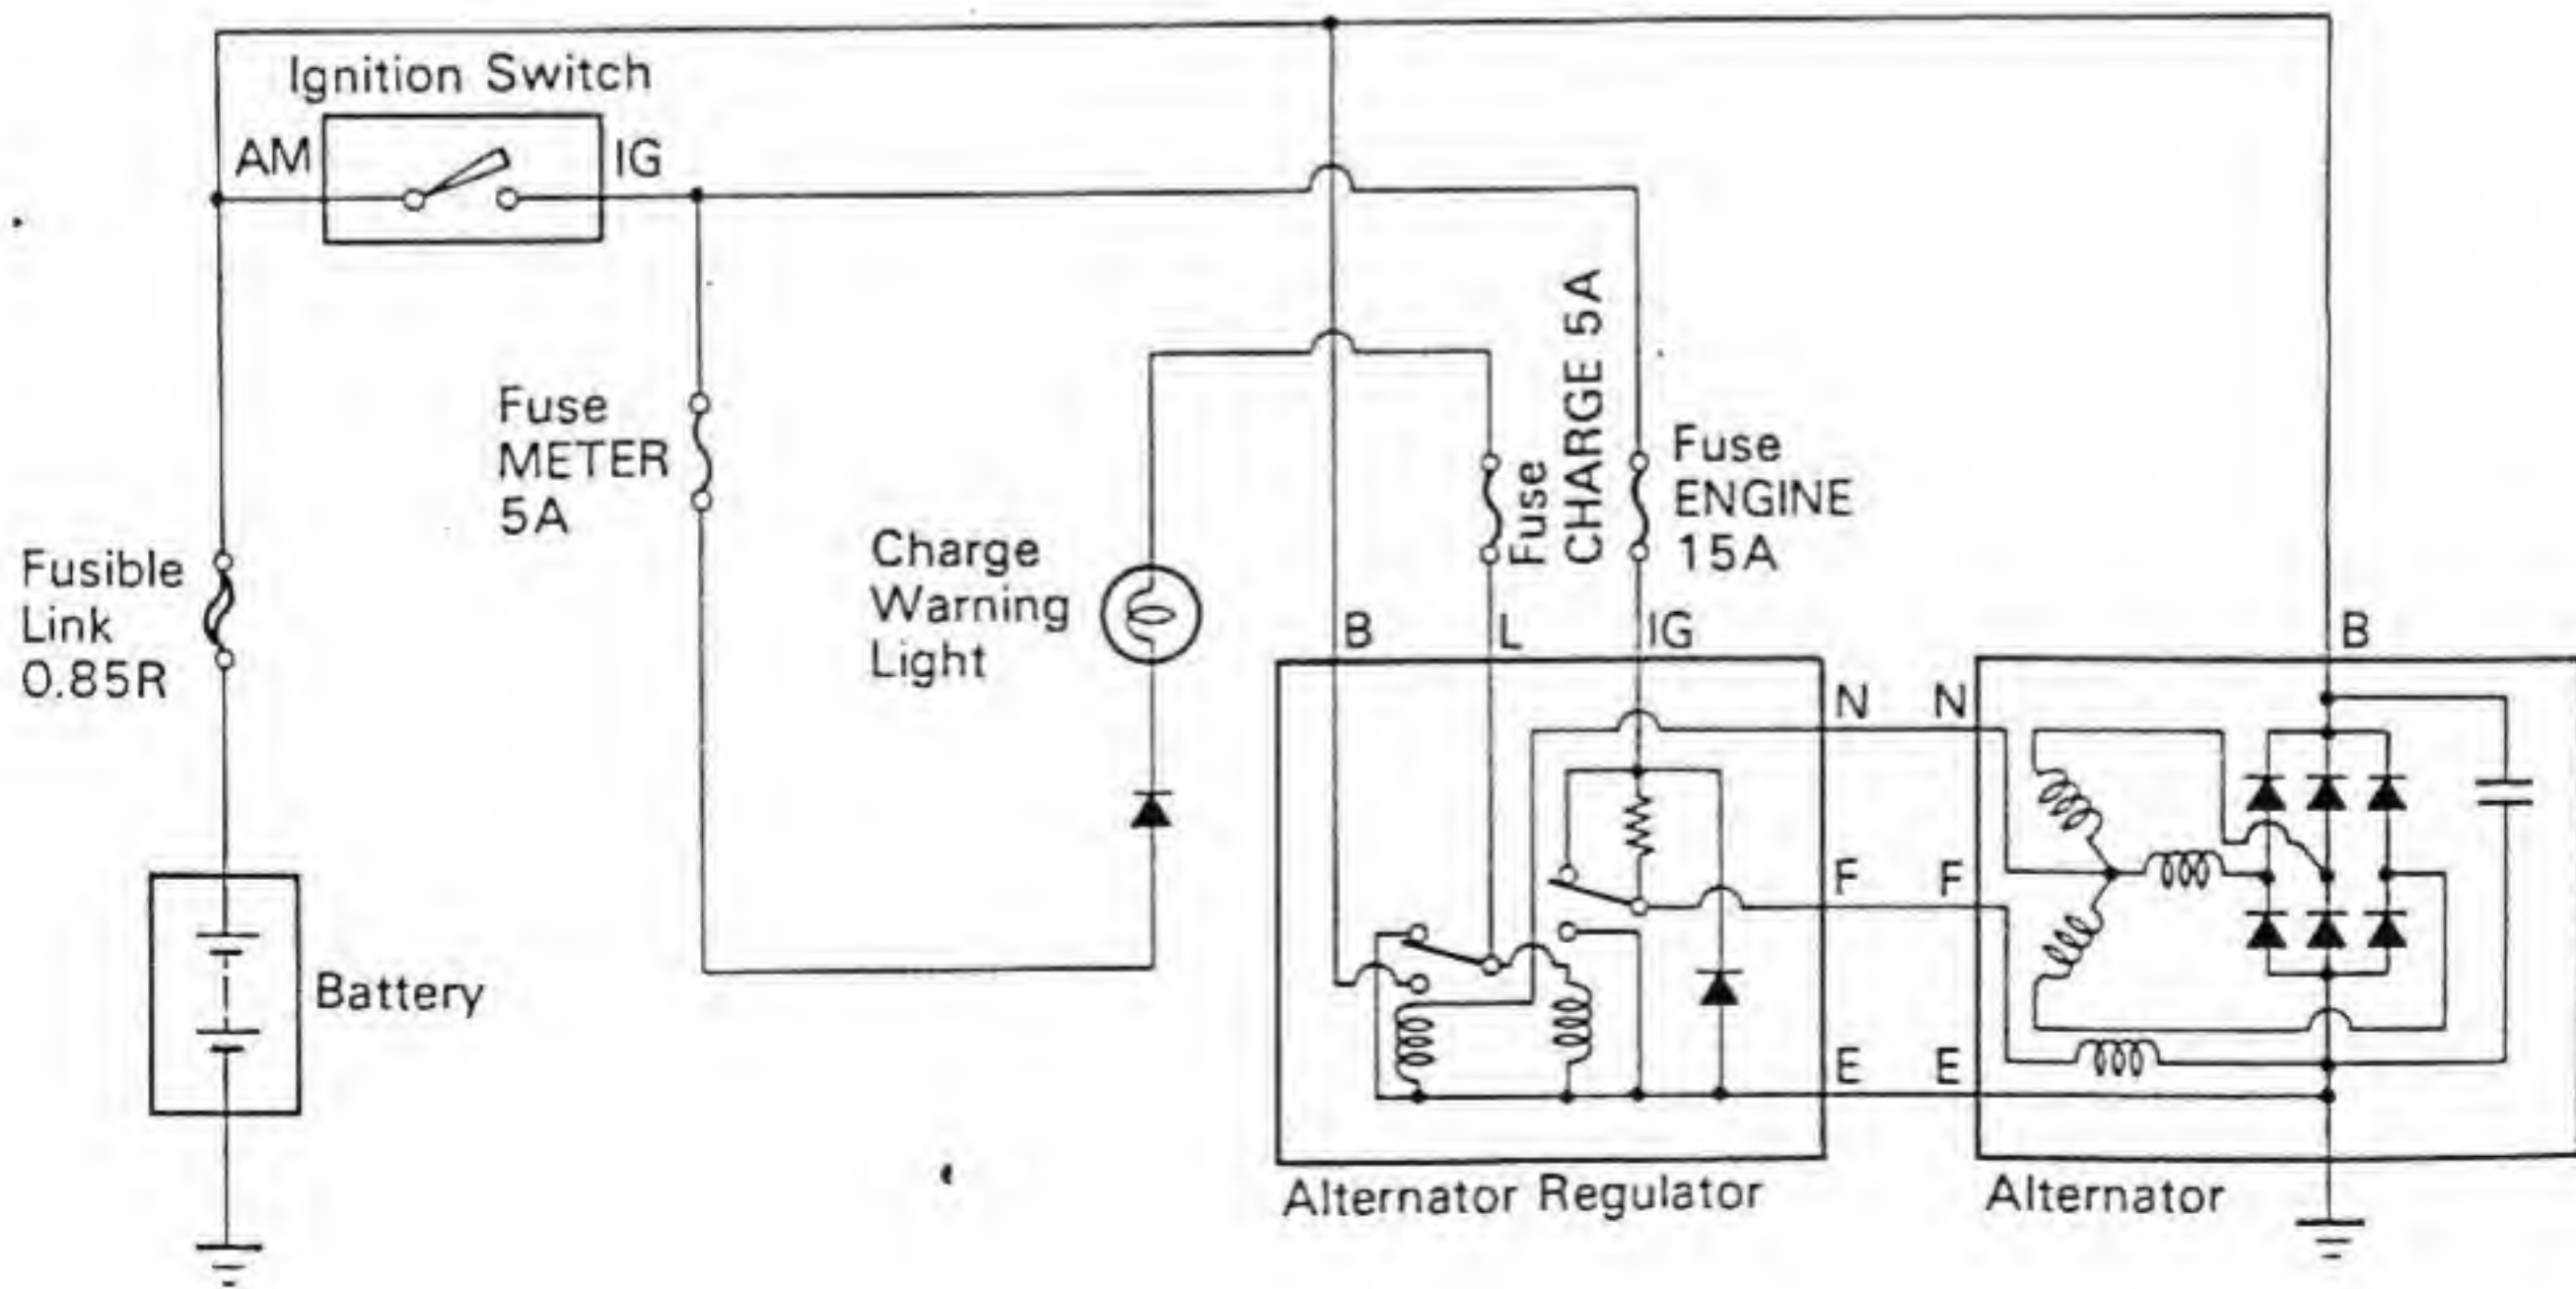 Ignition Switch
AM
IG
Fuse
METER
5A
Fusible
Link
0.85R
Battery
Charge
Warning
Light
Fuse
CHARGE 5A
Fuse
ENGINE
15A
B
L
IG
B
N
N
F
F
E
E
Alternator Regulator
Alternator